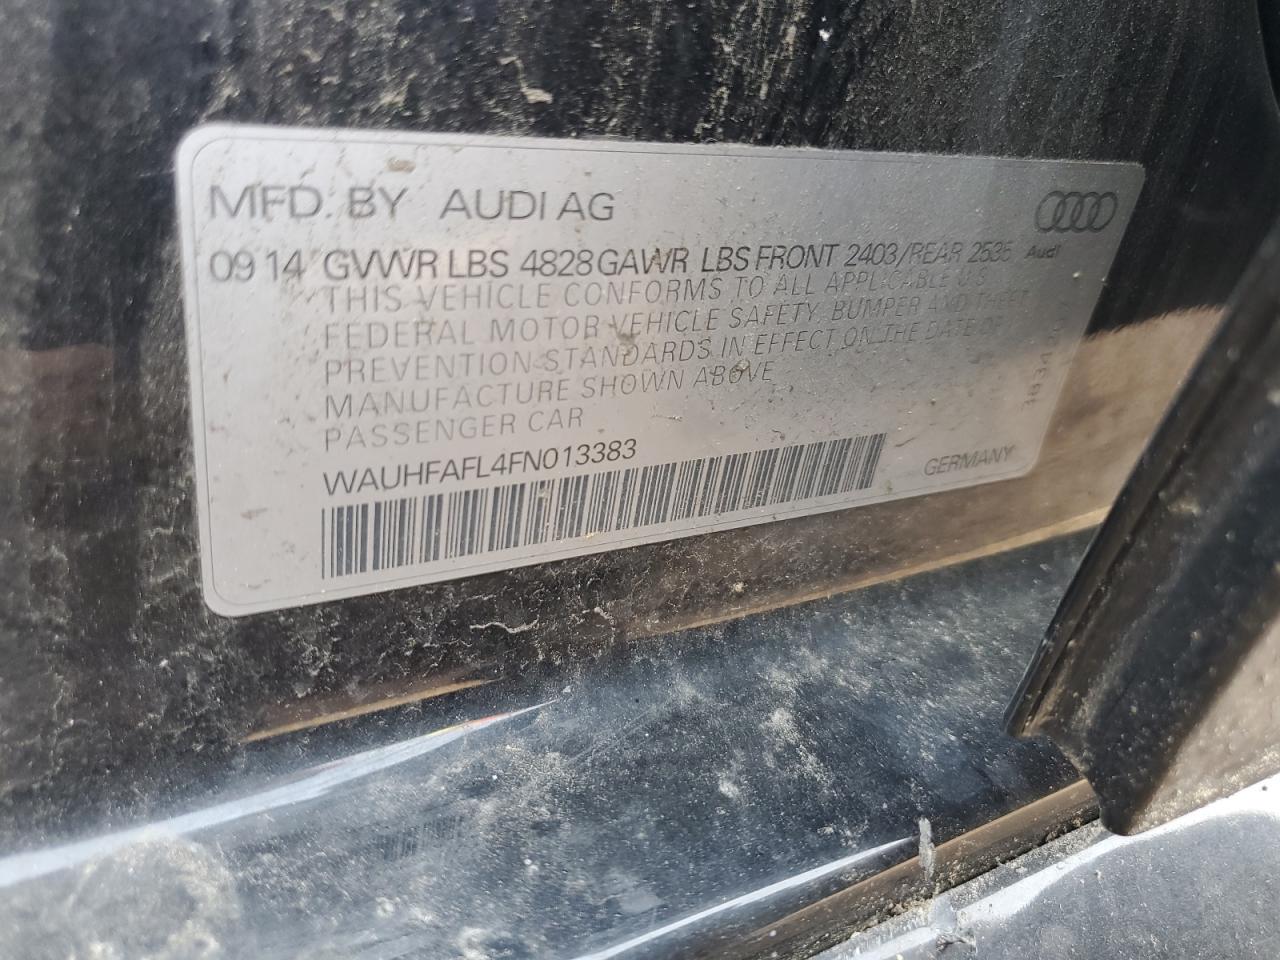 MFD. BY AUDI AG
09 14 GVWR LBS 4828 GAWR LBS FRONT 2403/REAR 2535
Audi
THIS VEHICLE CONFORMS TO ALL APPLICABLE U.S
FEDERAL MOTOR VEHICLE SAFETY, BUMPER AND THEFT
PREVENTION STANDARDS IN EFFECT ON THE DATE OF
MANUFACTURE SHOWN ABOVE
PASSENGER CAR
WAUHFAFL4FN013383
GERMANY